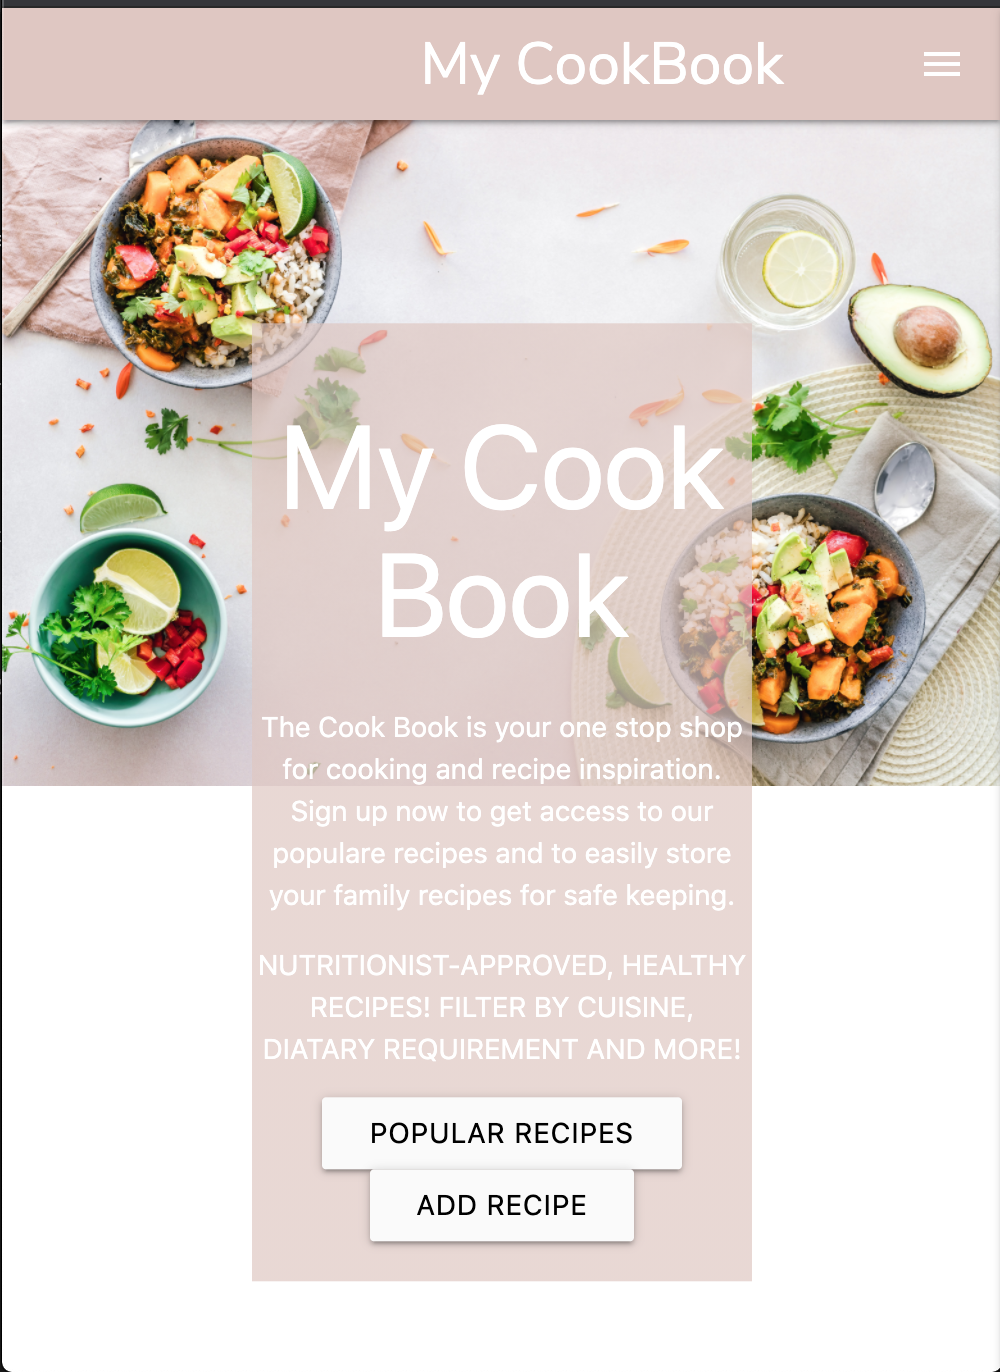 My CookBook
My Cook
Book
The Cook Book is your one stop shop
for cooking and recipe inspiration.
Sign up now to get access to our
populare recipes and to easily store
your family recipes for safe keeping.
NUTRITIONIST-APPROVED, HEALTHY
RECIPES! FILTER BY CUISINE,
DIATARY REQUIREMENT AND MORE!
POPULAR RECIPES
ADD RECIPE